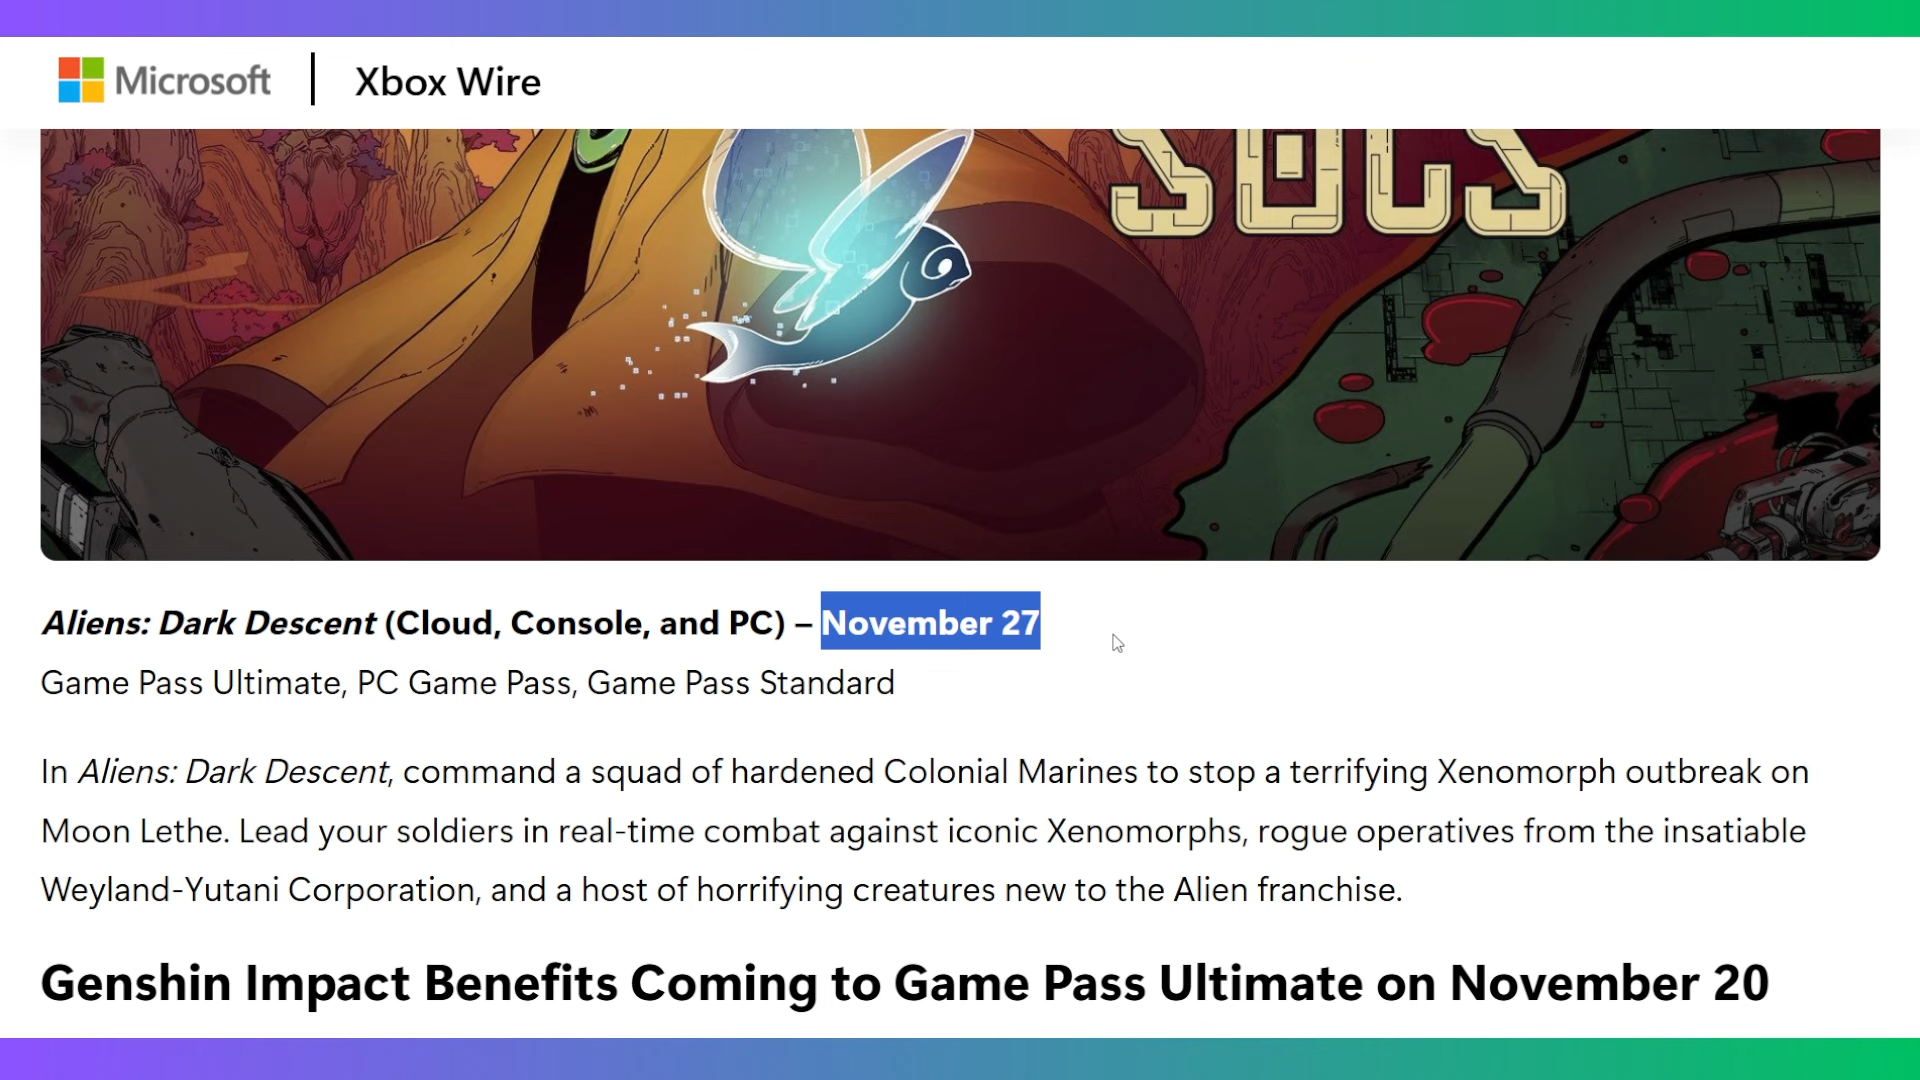 Microsoft | Xbox Wire
SOLS
Aliens: Dark Descent (Cloud, Console, and PC) – November 27
Game Pass Ultimate, PC Game Pass, Game Pass Standard
In Aliens: Dark Descent, command a squad of hardened Colonial Marines to stop a terrifying Xenomorph outbreak on
Moon Lethe. Lead your soldiers in real-time combat against iconic Xenomorphs, rogue operatives from the insatiable
Weyland-Yutani Corporation, and a host of horrifying creatures new to the Alien franchise.
Genshin Impact Benefits Coming to Game Pass Ultimate on November 20